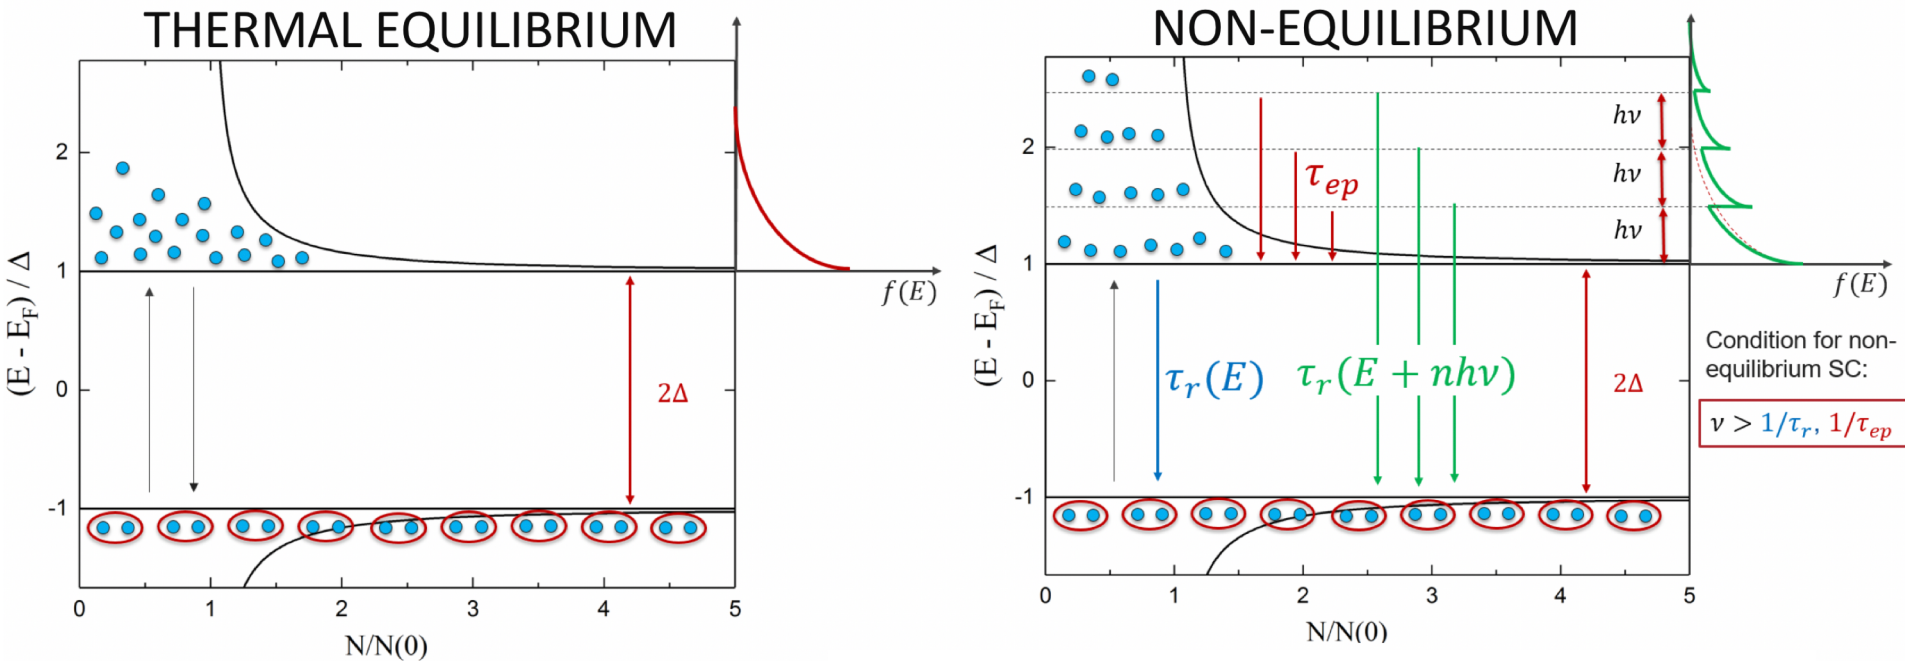 THERMAL EQUILIBRIUM
(E - E_F) / Δ
2
1
0
-1
f(E)
2Δ
0 1 2 3 4 5
N/N(0)
NON-EQUILIBRIUM
(E - E_F) / Δ
2
1
0
-1
τ_ep
hν
hν
hν
f(E)
τ_r(E)
τ_r(E + nhν)
2Δ
Condition for non-
equilibrium SC:
ν > 1/τ_r, 1/τ_ep
0 1 2 3 4 5
N/N(0)